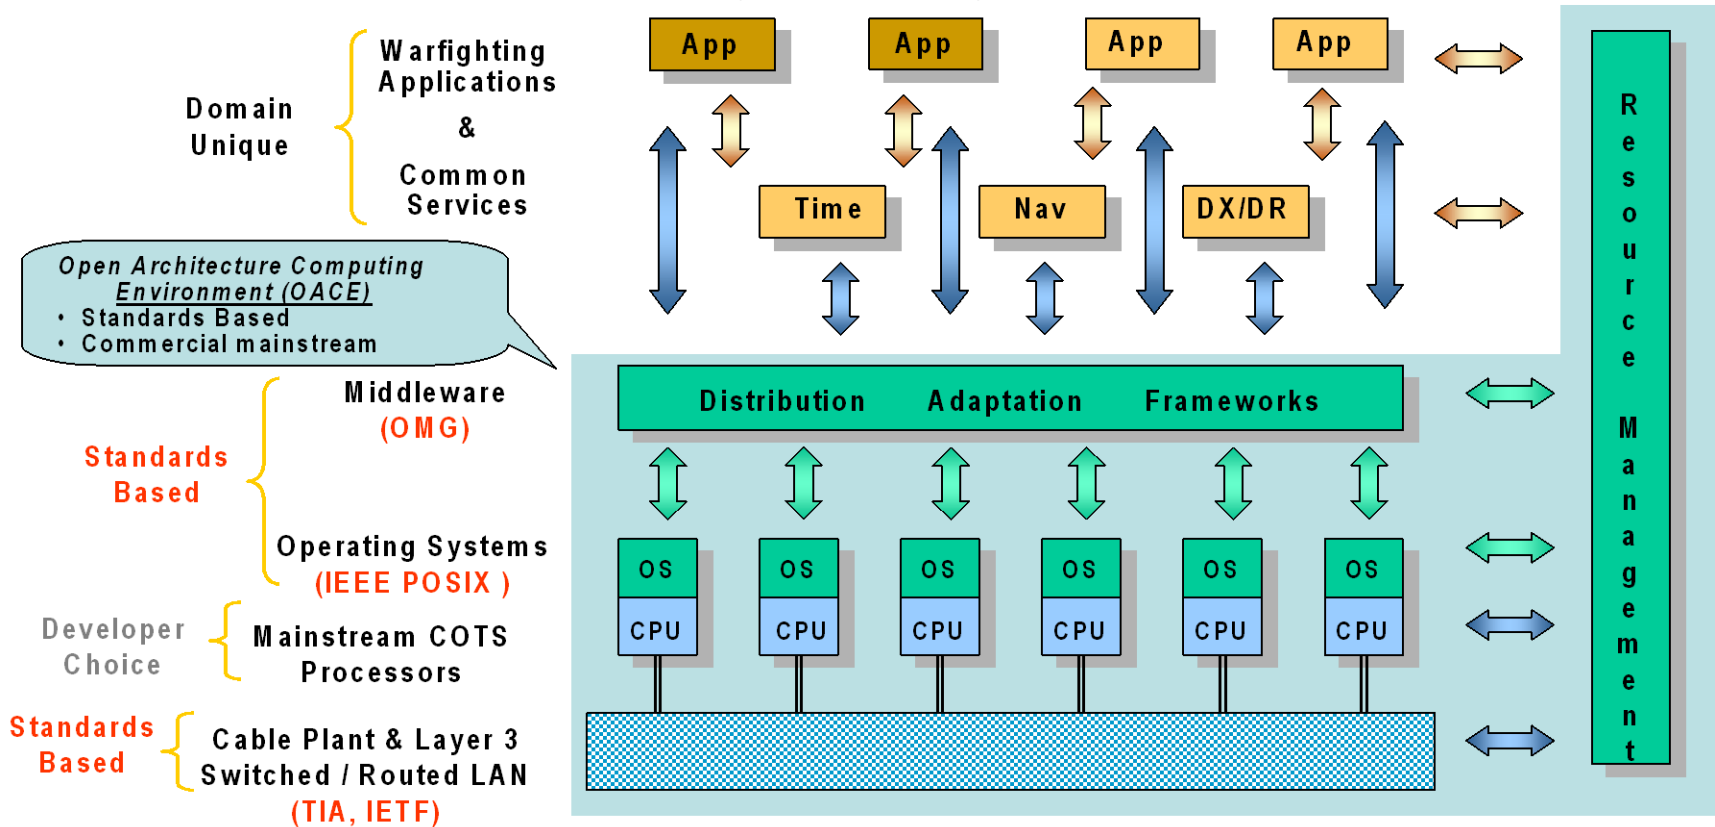 Warfighting
Applications
&
Common
Services
Domain
Unique
App
App
App
App
Time
Nav
DX/DR
Open Architecture Computing
Environment (OACE)
• Standards Based
• Commercial mainstream
Middleware
(OMG)
Standards
Based
Operating Systems
(IEEE POSIX )
Distribution Adaptation Frameworks
OS
OS
OS
OS
OS
OS
CPU
CPU
CPU
CPU
CPU
CPU
Developer
Choice
Mainstream COTS
Processors
Standards
Based
Cable Plant & Layer 3
Switched / Routed LAN
(TIA, IETF)
Resource Management